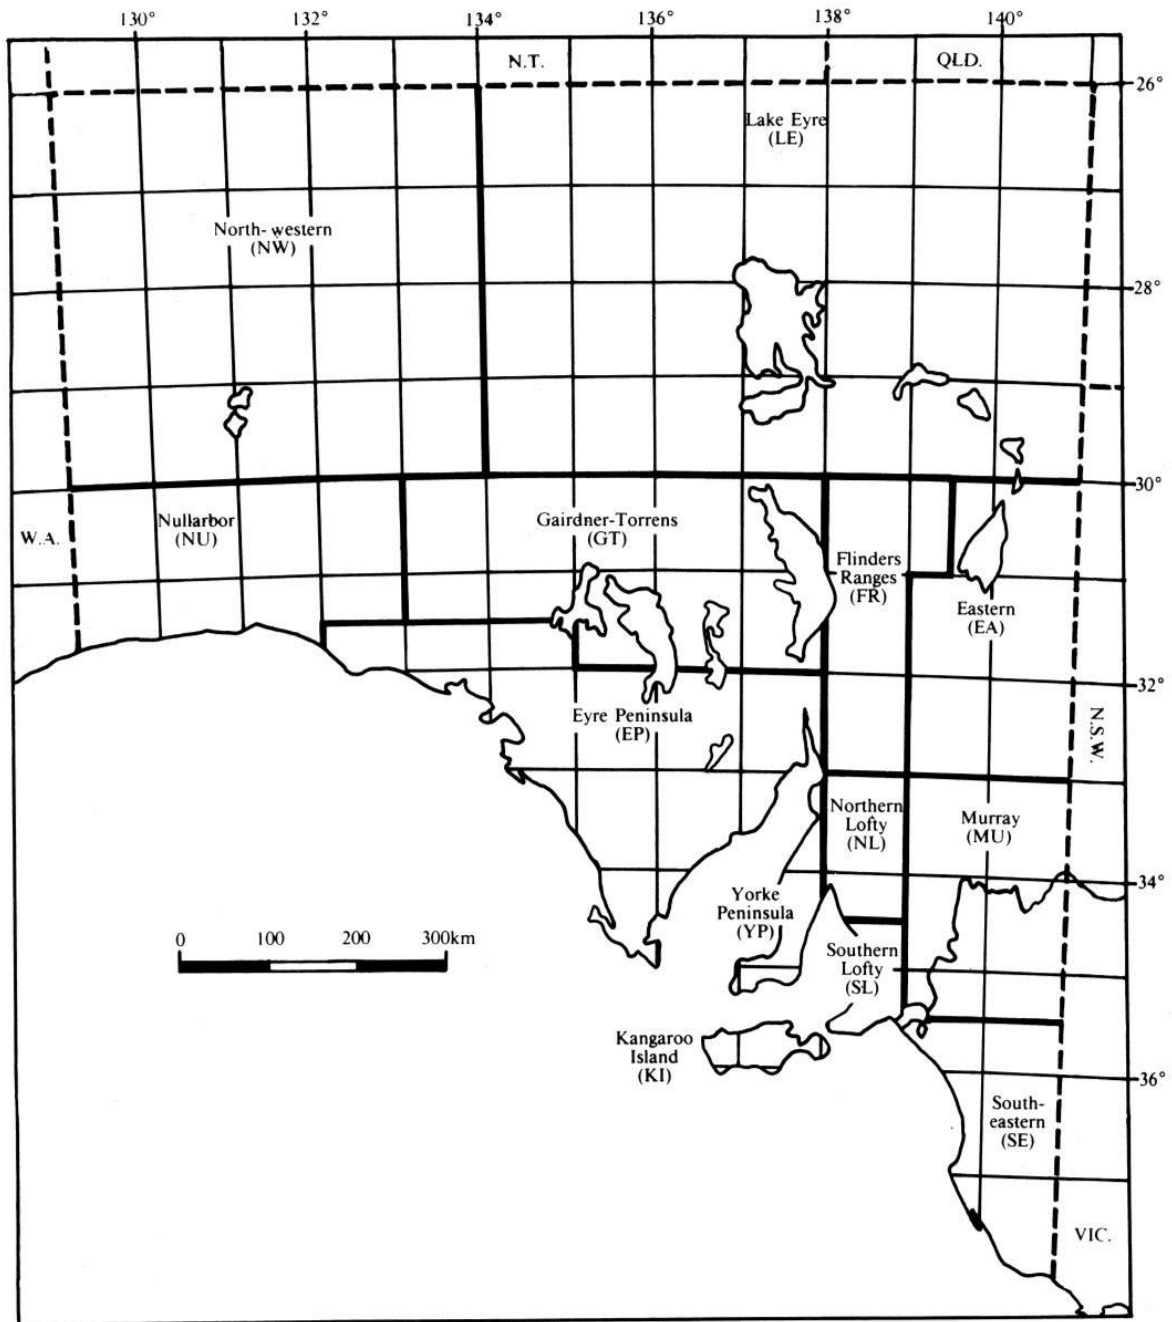 130°
132°
134°
136°
138°
140°
N.T.
QLD.
26°
Lake Eyre
(LE)
North-western
(NW)
28°
30°
W.A.
Nullarbor
(NU)
Gairdner-Torrens
(GT)
Flinders
Ranges
(FR)
Eastern
(EA)
32°
Eyre Peninsula
(EP)
N.S.W.
Northern
Lofty
(NL)
Murray
(MU)
34°
Yorke
Peninsula
(YP)
0 100 200 300km
Southern
Lofty
(SL)
Kangaroo
Island
(KI)
36°
South-
eastern
(SE)
VIC.